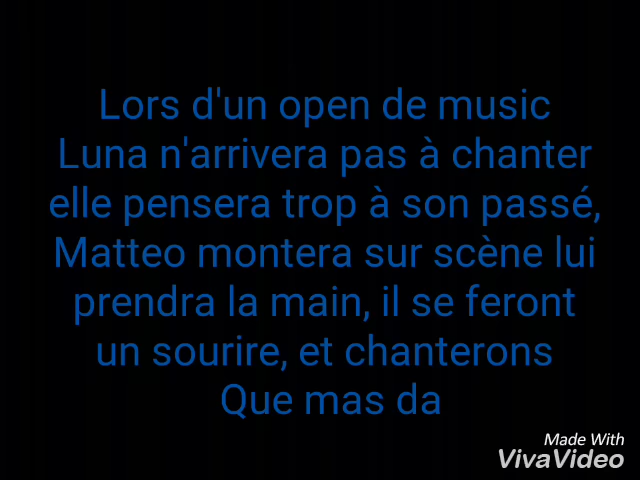 Lors d'un open de music
Luna n'arrivera pas à chanter
elle pensera trop à son passé,
Matteo montera sur scène lui
prendra la main, il se feront
un sourire, et chanterons
Que mas da
Made With
VivaVideo